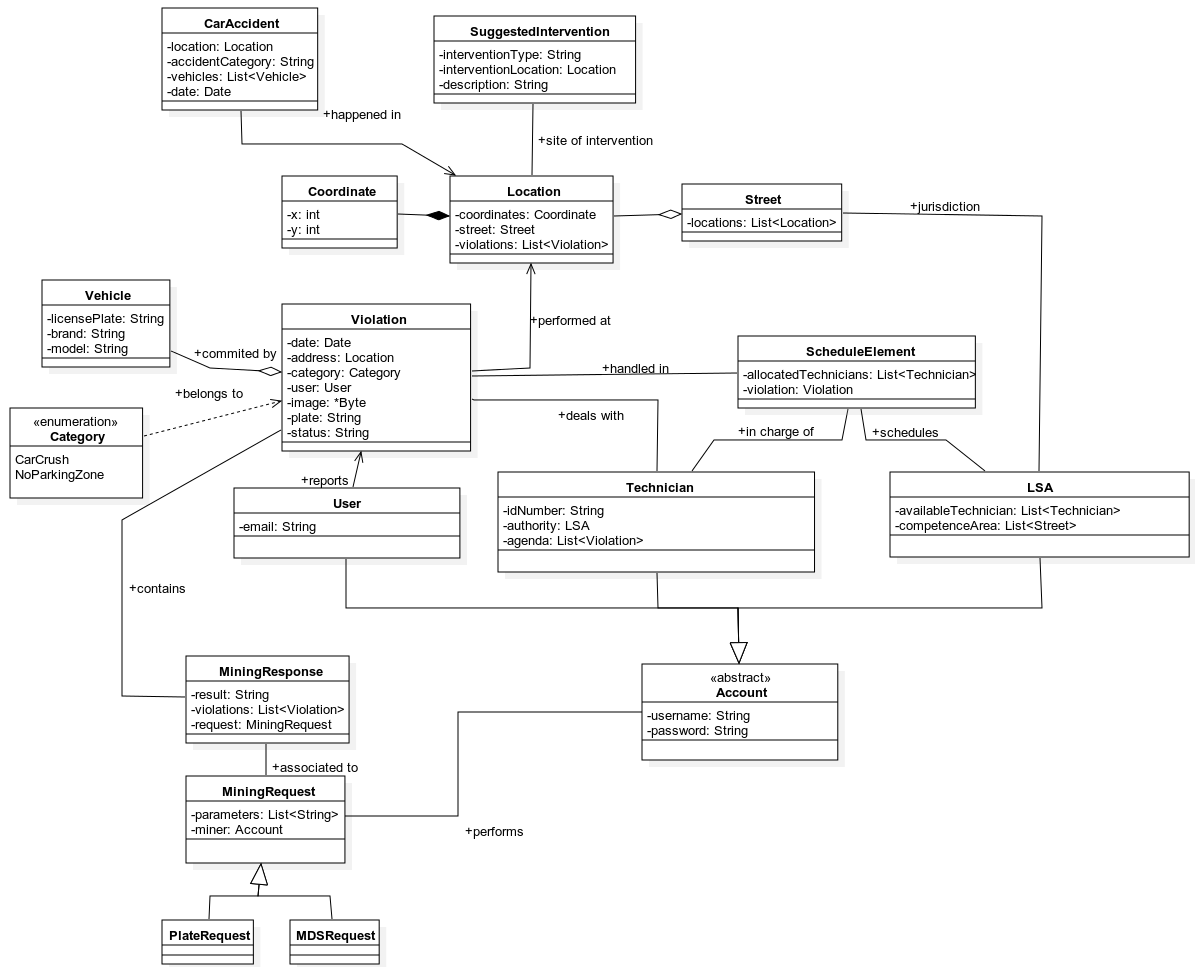 CarAccident
-location: Location
-accidentCategory: String
-vehicles: List<Vehicle>
-date: Date
SuggestedIntervention
-interventionType: String
-interventionLocation: Location
-description: String
+happened in
+site of intervention
Coordinate
-x: int
-y: int
Location
-coordinates: Coordinate
-street: Street
-violations: List<Violation>
Street
-locations: List<Location>
+jurisdiction
Vehicle
-licensePlate: String
-brand: String
-model: String
+commited by
+belongs to
Violation
-date: Date
-address: Location
-category: Category
-user: User
-image: *Byte
-plate: String
-status: String
+performed at
+handled in
+deals with
ScheduleElement
-allocatedTechnicians: List<Technician>
-violation: Violation
+in charge of
+schedules
«enumeration»
Category
CarCrush
NoParkingZone
+reports
User
-email: String
Technician
-idNumber: String
-authority: LSA
-agenda: List<Violation>
LSA
-availableTechnician: List<Technician>
-competenceArea: List<Street>
+contains
MiningResponse
-result: String
-violations: List<Violation>
-request: MiningRequest
«abstract»
Account
-username: String
-password: String
+associated to
MiningRequest
-parameters: List<String>
-miner: Account
+performs
PlateRequest
MDSRequest